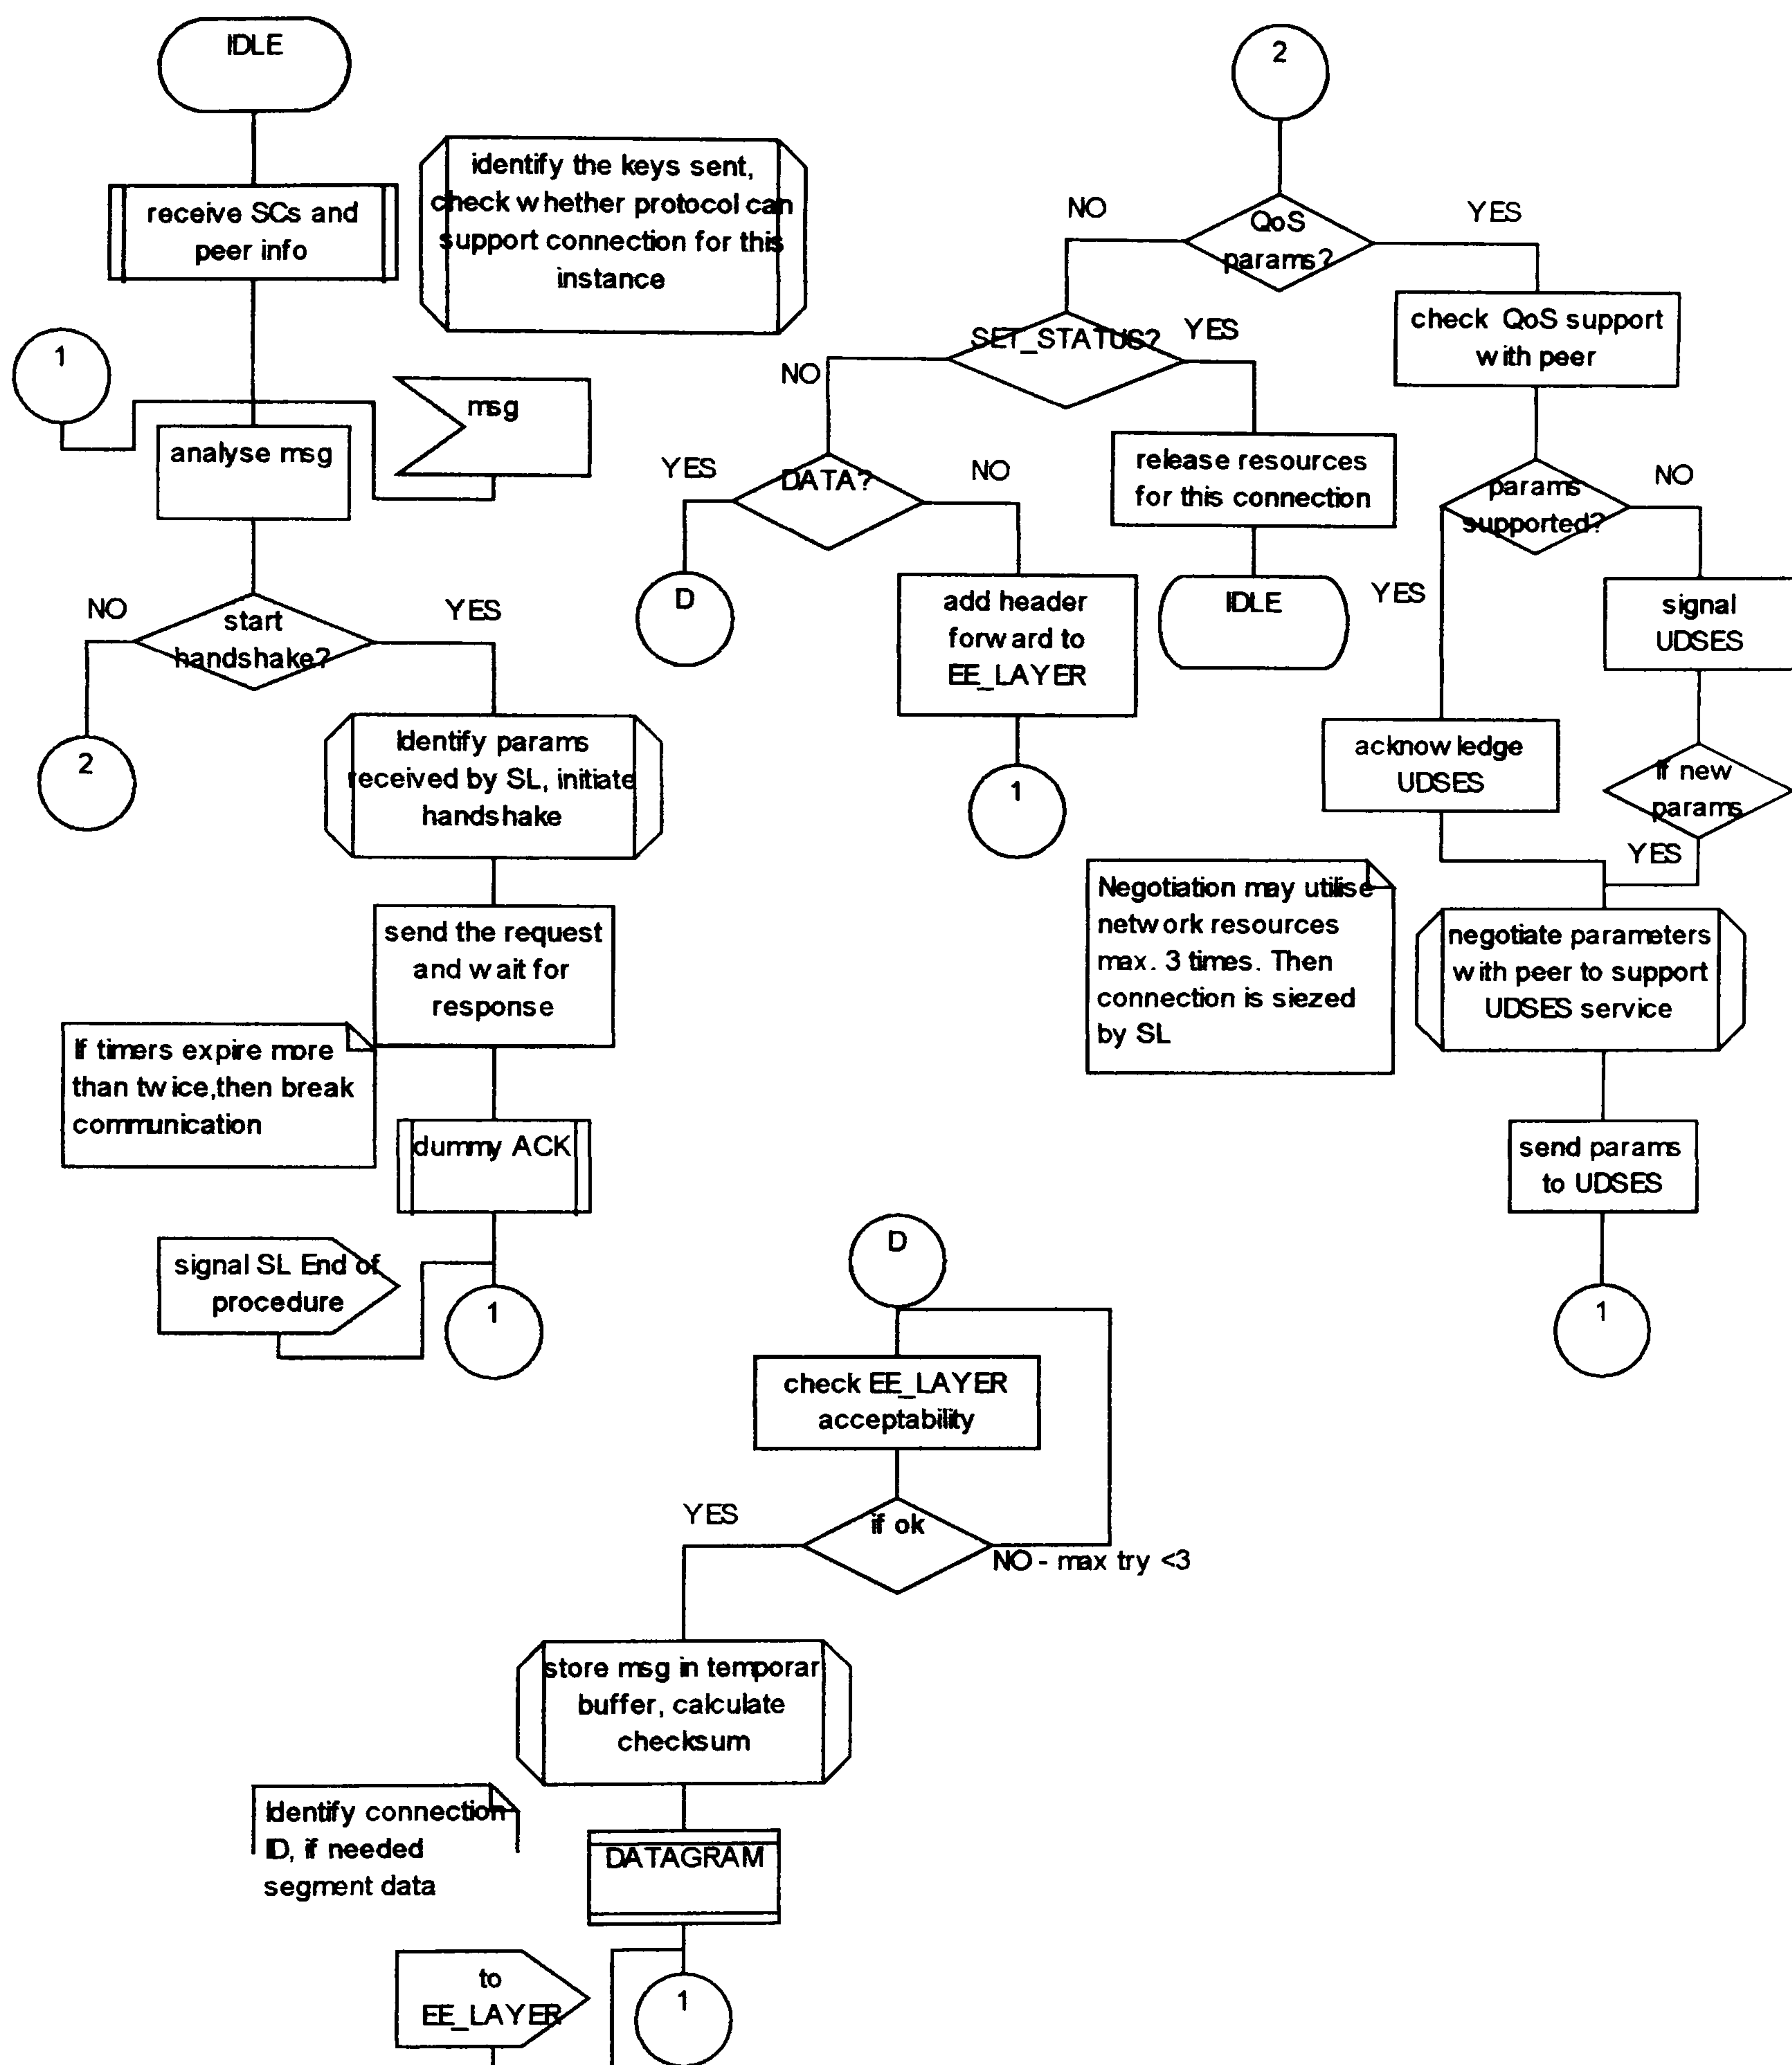 IDLE
receive SCs and
peer info
identify the keys sent,
check whether protocol can
support connection for this
instance
1
msg
analyse msg
NO
YES
start
handshake?
2
Identify params
received by SL, initiate
handshake
send the request
and wait for
response
If timers expire more
than twice,then break
communication
dummy ACK
signal SL End of
procedure
1
2
NO
YES
QoS
params?
SET_STATUS?
YES
NO
check QoS support
with peer
YES
DATA?
NO
release resources
for this connection
params
supported?
NO
D
add header
forward to
EE_LAYER
IDLE
YES
signal
UDSES
1
acknowledge
UDSES
If new
params
YES
Negotiation may utilise
network resources
max. 3 times. Then
connection is siezed
by SL
negotiate parameters
with peer to support
UDSES service
send params
to UDSES
1
D
check EE_LAYER
acceptability
YES
if ok
NO - max try <3
store msg in temporar
buffer, calculate
checksum
Identify connection
ID, if needed
segment data
DATAGRAM
to
EE_LAYER
1